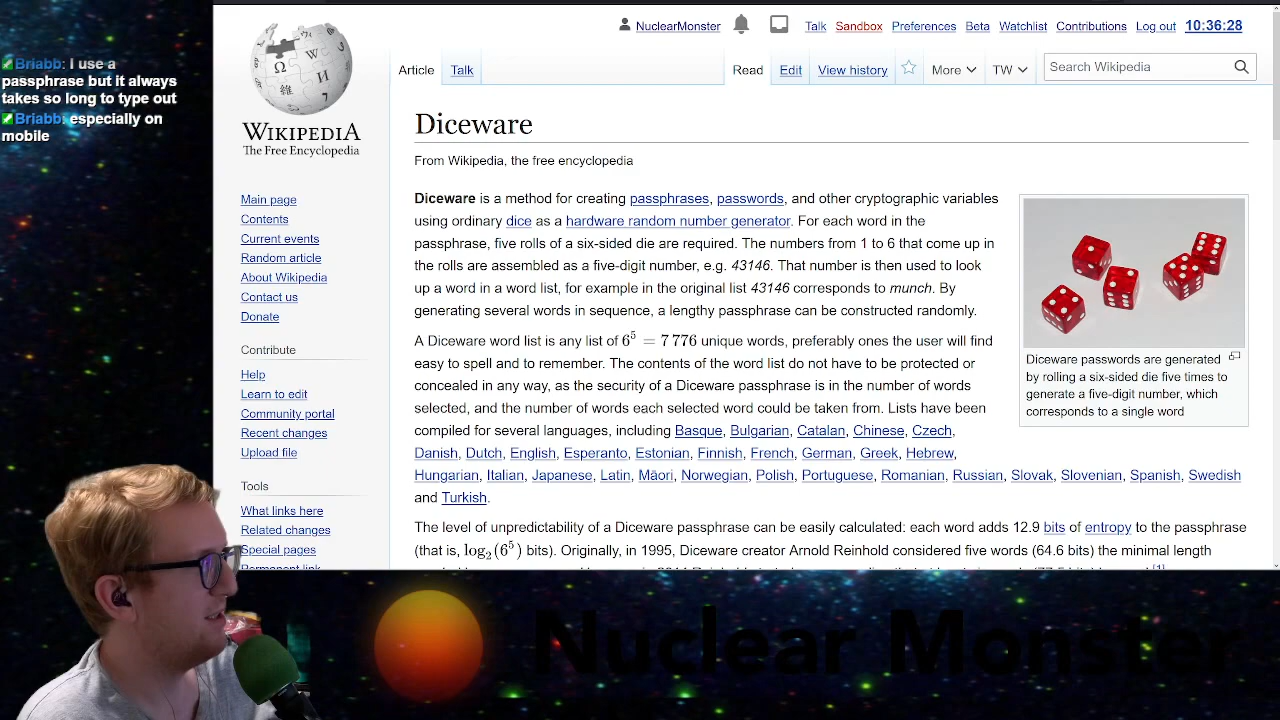 Briabb: I use a
passphrase but it always
takes so long to type out
Briabb: especially on
mobile
WIKIPEDIA
The Free Encyclopedia
Main page
Contents
Current events
Random article
About Wikipedia
Contact us
Donate
Contribute
Help
Learn to edit
Community portal
Recent changes
Upload file
Tools
What links here
Related changes
Special pages
Permanent link
NuclearMonster Talk Sandbox Preferences Beta Watchlist Contributions Log out 10:36:28
Article Talk Read Edit View history More TW Search Wikipedia
Diceware
From Wikipedia, the free encyclopedia
Diceware is a method for creating passphrases, passwords, and other cryptographic variables
using ordinary dice as a hardware random number generator. For each word in the
passphrase, five rolls of a six-sided die are required. The numbers from 1 to 6 that come up in
the rolls are assembled as a five-digit number, e.g. 43146. That number is then used to look
up a word in a word list, for example in the original list 43146 corresponds to munch. By
generating several words in sequence, a lengthy passphrase can be constructed randomly.
A Diceware word list is any list of 6⁵ = 7776 unique words, preferably ones the user will find
easy to spell and to remember. The contents of the word list do not have to be protected or
concealed in any way, as the security of a Diceware passphrase is in the number of words
selected, and the number of words each selected word could be taken from. Lists have been
compiled for several languages, including Basque, Bulgarian, Catalan, Chinese, Czech,
Danish, Dutch, English, Esperanto, Estonian, Finnish, French, German, Greek, Hebrew,
Hungarian, Italian, Japanese, Latin, Māori, Norwegian, Polish, Portuguese, Romanian, Russian, Slovak, Slovenian, Spanish, Swedish
and Turkish.
The level of unpredictability of a Diceware passphrase can be easily calculated: each word adds 12.9 bits of entropy to the passphrase
(that is, log₂(6⁵) bits). Originally, in 1995, Diceware creator Arnold Reinhold considered five words (64.6 bits) the minimal length
Diceware passwords are generated
by rolling a six-sided die five times to
generate a five-digit number, which
corresponds to a single word
Nuclear Monster